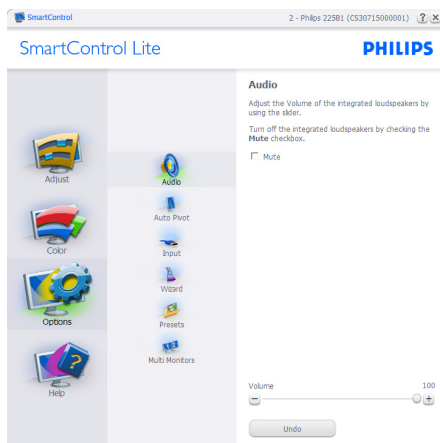 SmartControl
2 - Philips 225B1 (CS30715000001)
?
x
SmartControl Lite
PHILIPS
Adjust
Color
Options
Help
Audio
Auto Pivot
Input
Wizard
Presets
Multi Monitors
Audio
Adjust the Volume of the integrated loudspeakers by
using the slider.
Turn off the integrated loudspeakers by checking the
Mute checkbox.
Mute
Volume
100
Undo